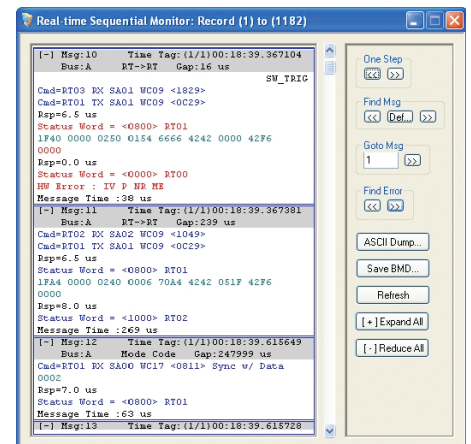 Real-time Sequential Monitor: Record (1) to (1182)
[-] Msg:10 Time Tag:(1/1)00:18:39.367104
Bus:A RT->RT Gap:16 us
SW_TRIG
Cmd=RT03 RX SA01 WC09 <1829>
Cmd=RT01 TX SA01 WC09 <0C29>
Rsp=6.5 us
Status Word = <0800> RT01
1F40 0000 0250 0154 6666 4242 0000 42F6
0000
Rsp=0.0 us
Status Word = <0000> RT00
HW Error : IV P NR ME
Message Time :38 us
[-] Msg:11 Time Tag:(1/1)00:18:39.367381
Bus:A RT->RT Gap:239 us
Cmd=RT02 RX SA02 WC09 <1049>
Cmd=RT01 TX SA01 WC09 <0C29>
Rsp=6.5 us
Status Word = <0800> RT01
1FA4 0000 0240 0006 70A4 4242 051F 42F6
0000
Rsp=8.0 us
Status Word = <1000> RT02
Message Time :269 us
[-] Msg:12 Time Tag:(1/1)00:18:39.615649
Bus:A Mode Code Gap:247999 us
Cmd=RT01 RX SA00 WC17 <0811> Sync w/ Data
0002
Rsp=7.0 us
Status Word = <0800> RT01
Message Time :63 us
[-] Msg:13 Time Tag:(1/1)00:18:39.615728
One Step
<< >>
Find Msg
<< Def... >>
Goto Msg
1 >>
Find Error
<< >>
ASCII Dump...
Save BMD...
Refresh
[ + ] Expand All
[ - ] Reduce All